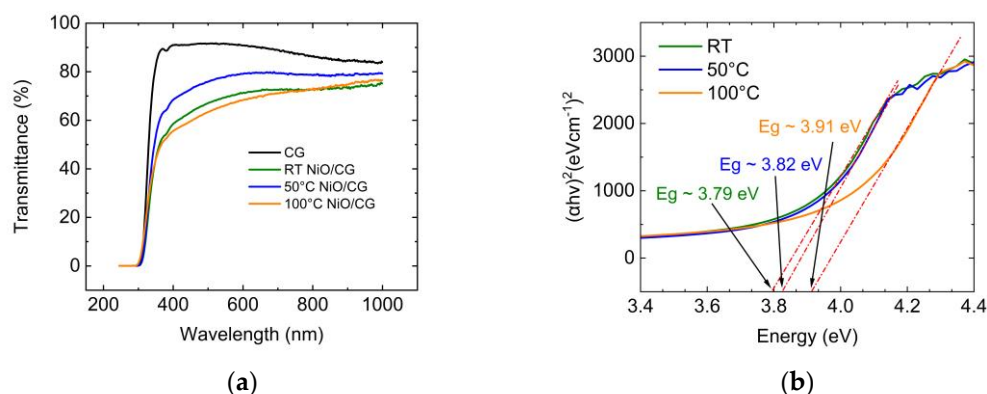 100
80
60
40
20
0
Transmittance (%)
CG
RT NiO/CG
50°C NiO/CG
100°C NiO/CG
200 400 600 800 1000
Wavelength (nm)
(a)
3000
2000
1000
0
(αhν)²(eVcm⁻¹)²
RT
50°C
100°C
Eg ~ 3.91 eV
Eg ~ 3.82 eV
Eg ~ 3.79 eV
3.4 3.6 3.8 4.0 4.2 4.4
Energy (eV)
(b)